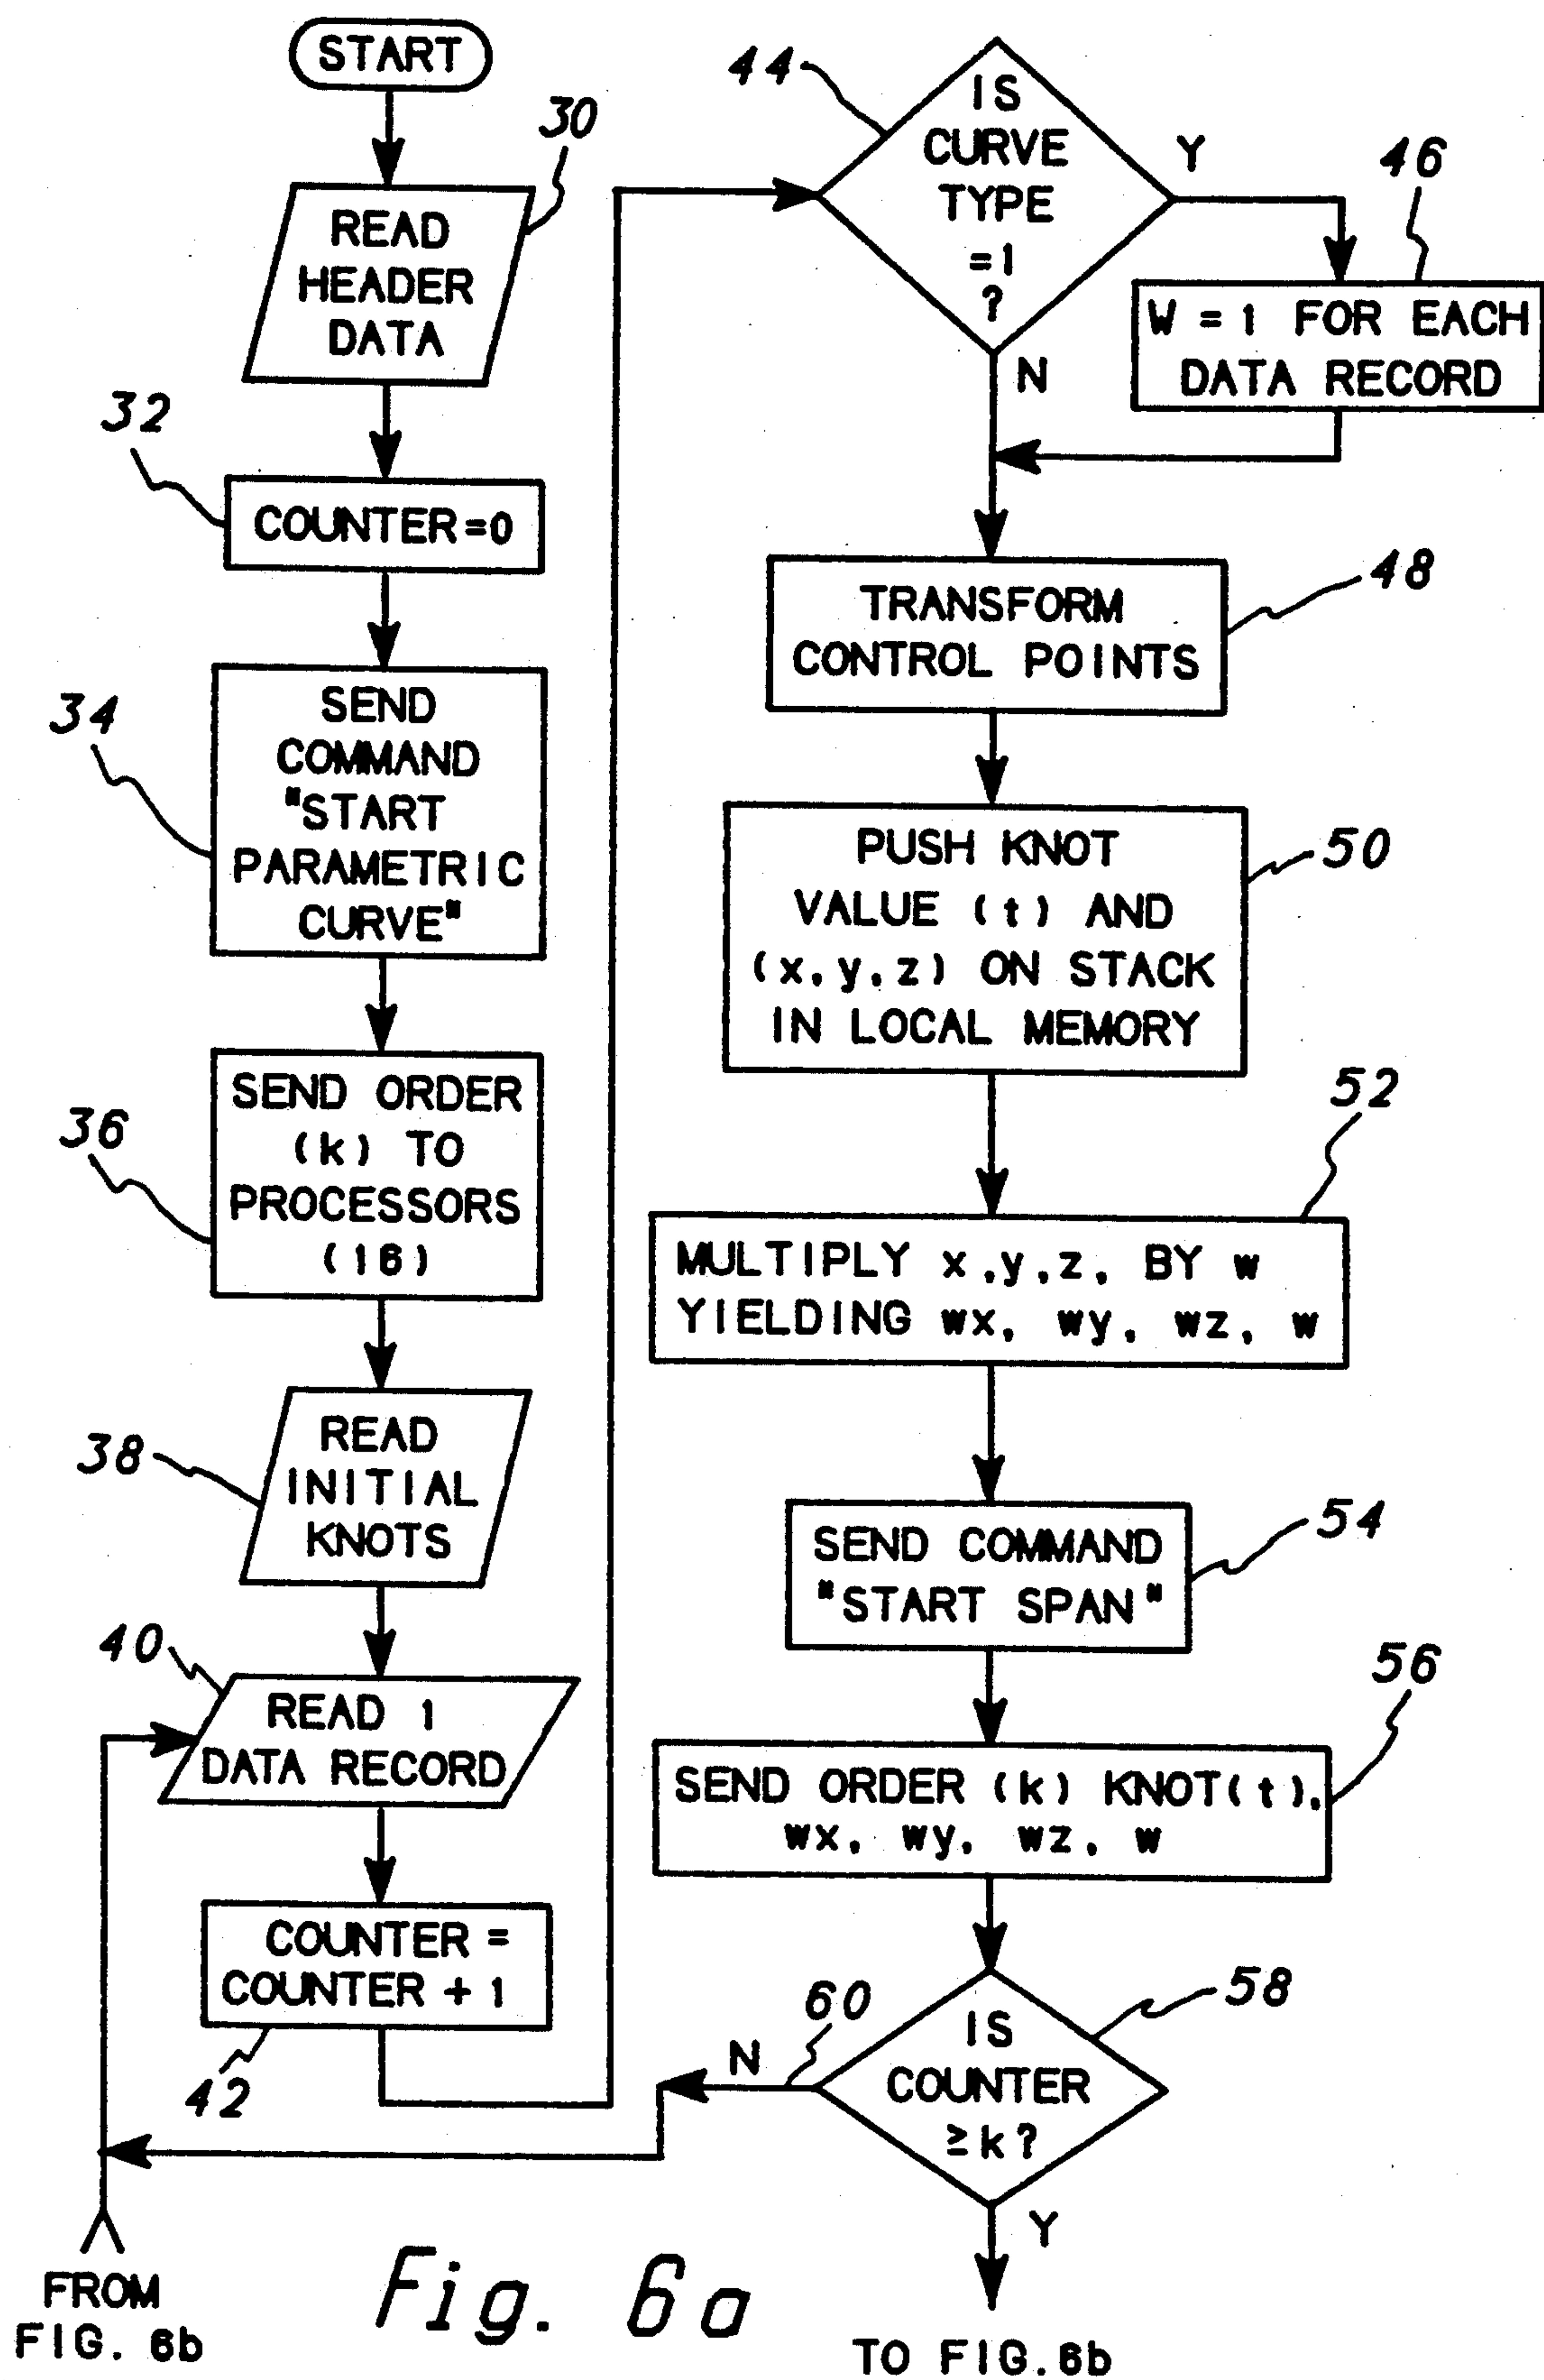 START
30
READ
HEADER
DATA
32
COUNTER=0
34
SEND
COMMAND
"START
PARAMETRIC
CURVE"
36
SEND ORDER
(k) TO
PROCESSORS
(16)
38
READ
INITIAL
KNOTS
40
READ 1
DATA RECORD
COUNTER =
COUNTER + 1
42
FROM
FIG. 6b
44
IS
CURVE
TYPE
=1
?
Y
N
46
W = 1 FOR EACH
DATA RECORD
48
TRANSFORM
CONTROL POINTS
50
PUSH KNOT
VALUE (t) AND
(x,y,z) ON STACK
IN LOCAL MEMORY
52
MULTIPLY x,y,z, BY w
YIELDING wx, wy, wz, w
54
SEND COMMAND
"START SPAN"
56
SEND ORDER (k) KNOT(t),
wx, wy, wz, w
58
60
IS
COUNTER
≥k?
N
Y
TO FIG.6b
Fig. 6a